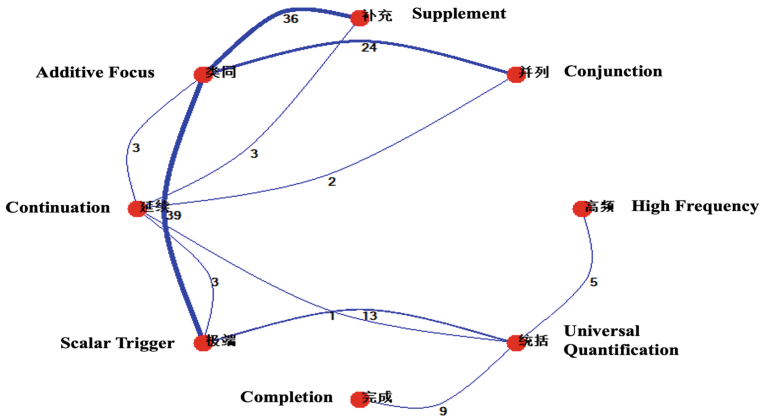 36
补充
Supplement
24
Additive Focus
类同
并列
Conjunction
3
3
2
Continuation
延续
39
高频
High Frequency
3
5
1
13
Scalar Trigger
极端
统括
Universal
Quantification
Completion
完成
9